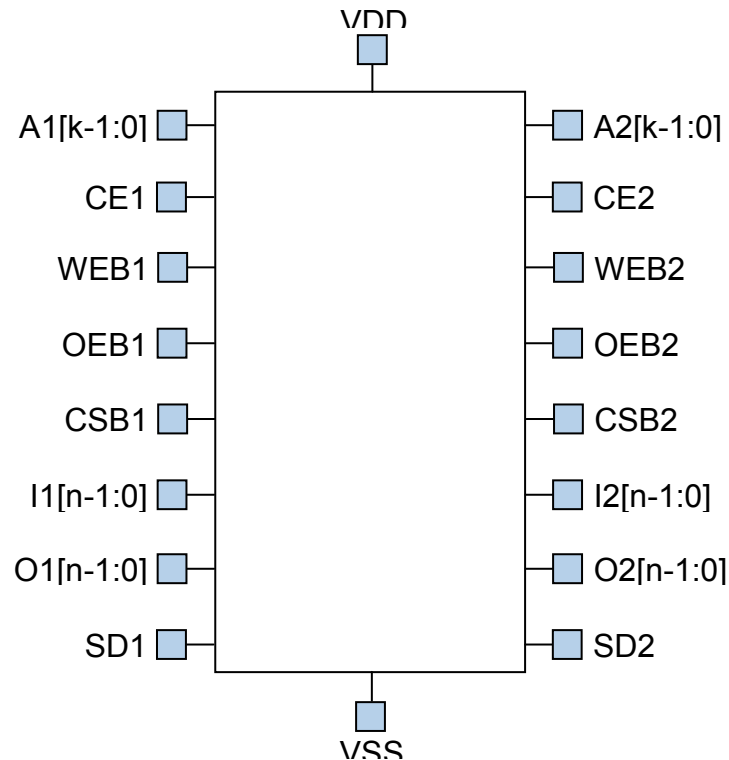 VDD
A1[k-1:0] A2[k-1:0]
CE1 CE2
WEB1 WEB2
OEB1 OEB2
CSB1 CSB2
I1[n-1:0] I2[n-1:0]
O1[n-1:0] O2[n-1:0]
SD1 SD2
VSS